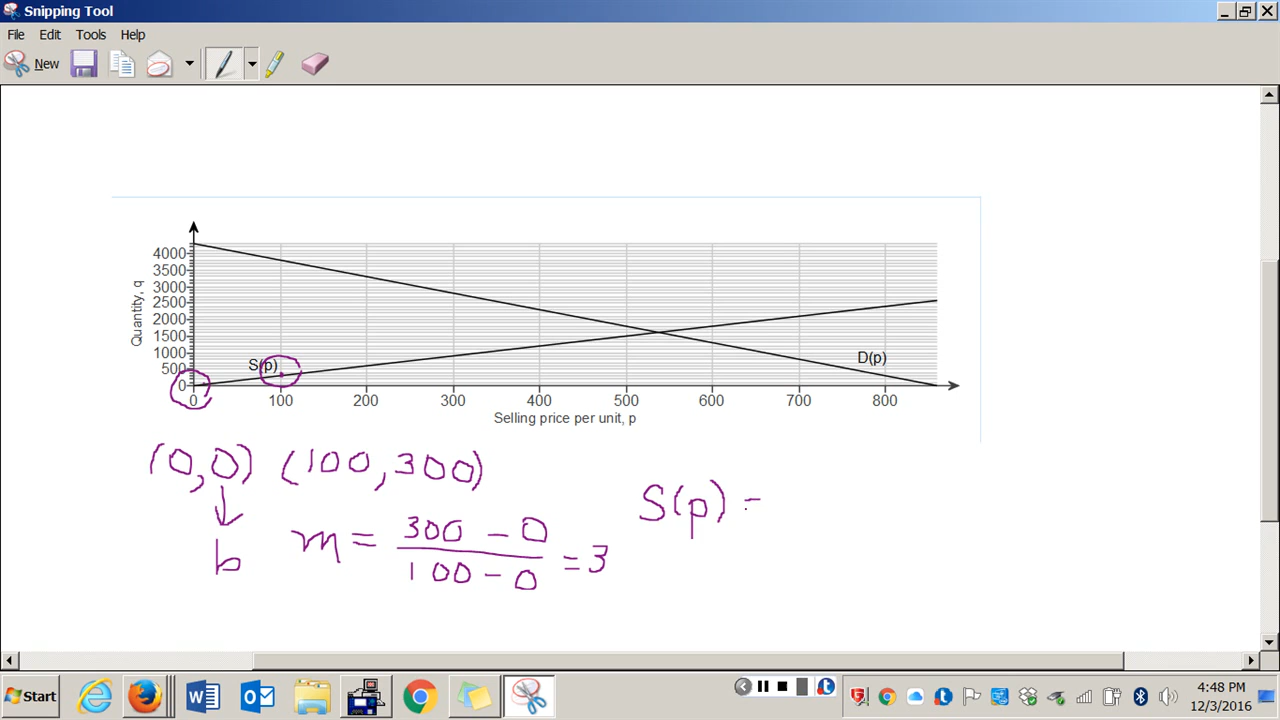 Snipping Tool
File Edit Tools Help
New
Quantity, q
4000
3500
3000
2500
2000
1500
1000
500
0
S(p)
D(p)
0 100 200 300 400 500 600 700 800
Selling price per unit, p
(0,0) (100,300)
b
m = 300 - 0
100 - 0
= 3
S(p) =
Start
4:48 PM
12/3/2016